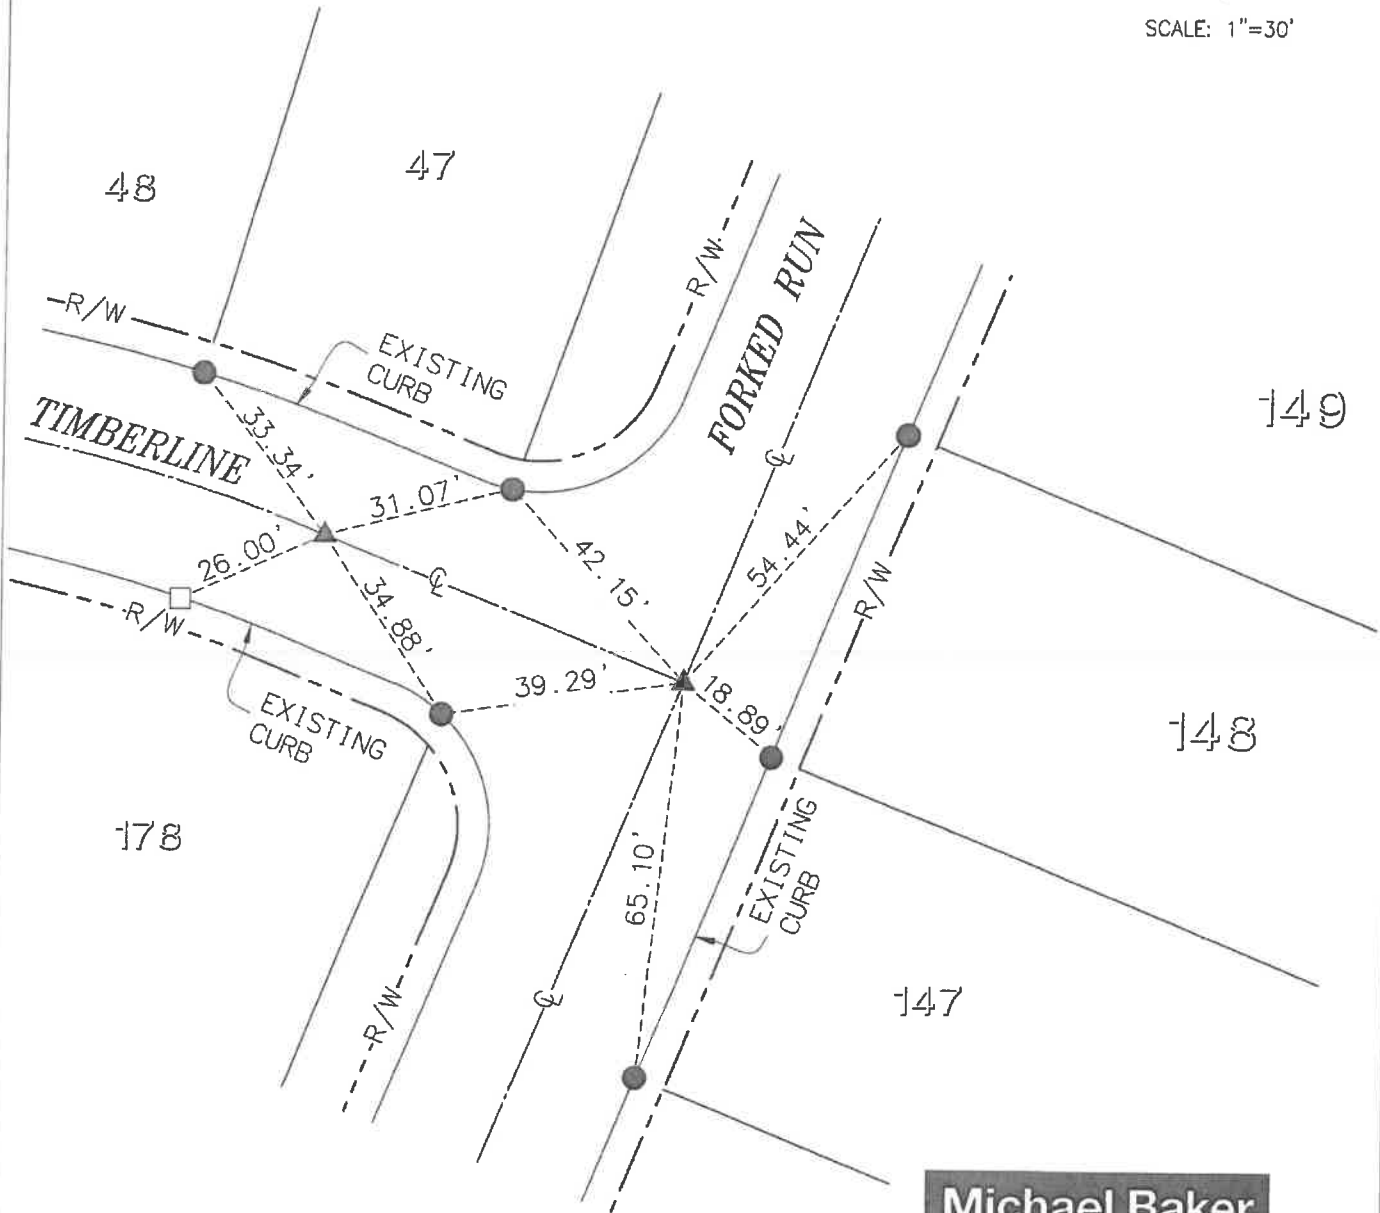 SCALE: 1"=30'
47
48
R/W
R/W
FORKED RUN
EXISTING
CURB
TIMBERLINE
33.34'
31.07'
149
℄
26.00'
℄
42.15'
54.44'
R/W
R/W
34.88'
39.29'
18.89'
EXISTING
CURB
148
178
65.10'
EXISTING
CURB
℄
R/W
147
Michael Baker